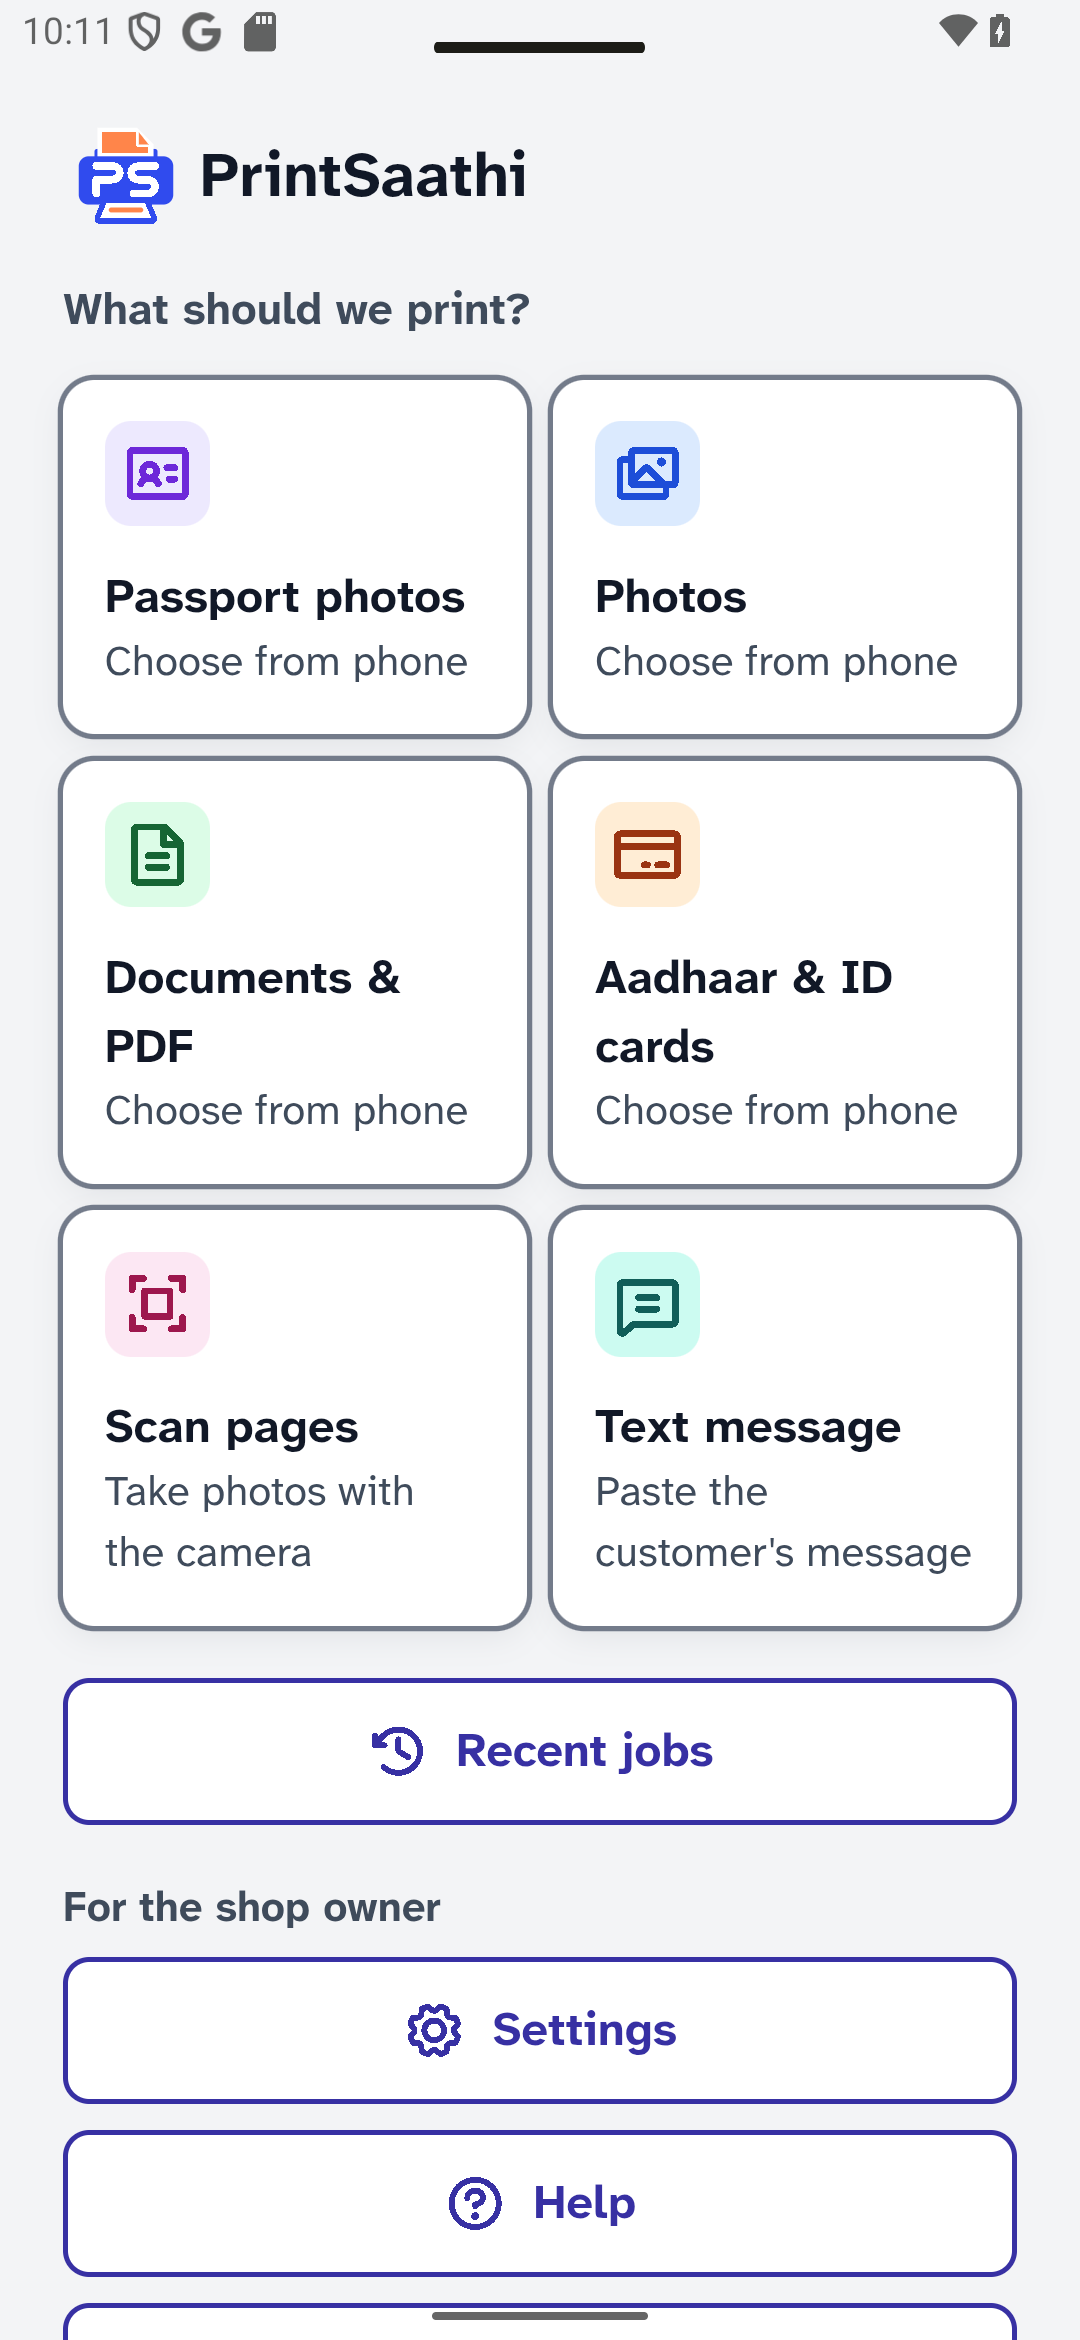 10:11
PS PrintSaathi
What should we print?
Passport photos
Choose from phone
Photos
Choose from phone
Documents &
PDF
Choose from phone
Aadhaar & ID
cards
Choose from phone
Scan pages
Take photos with
the camera
Text message
Paste the
customer's message
Recent jobs
For the shop owner
Settings
Help